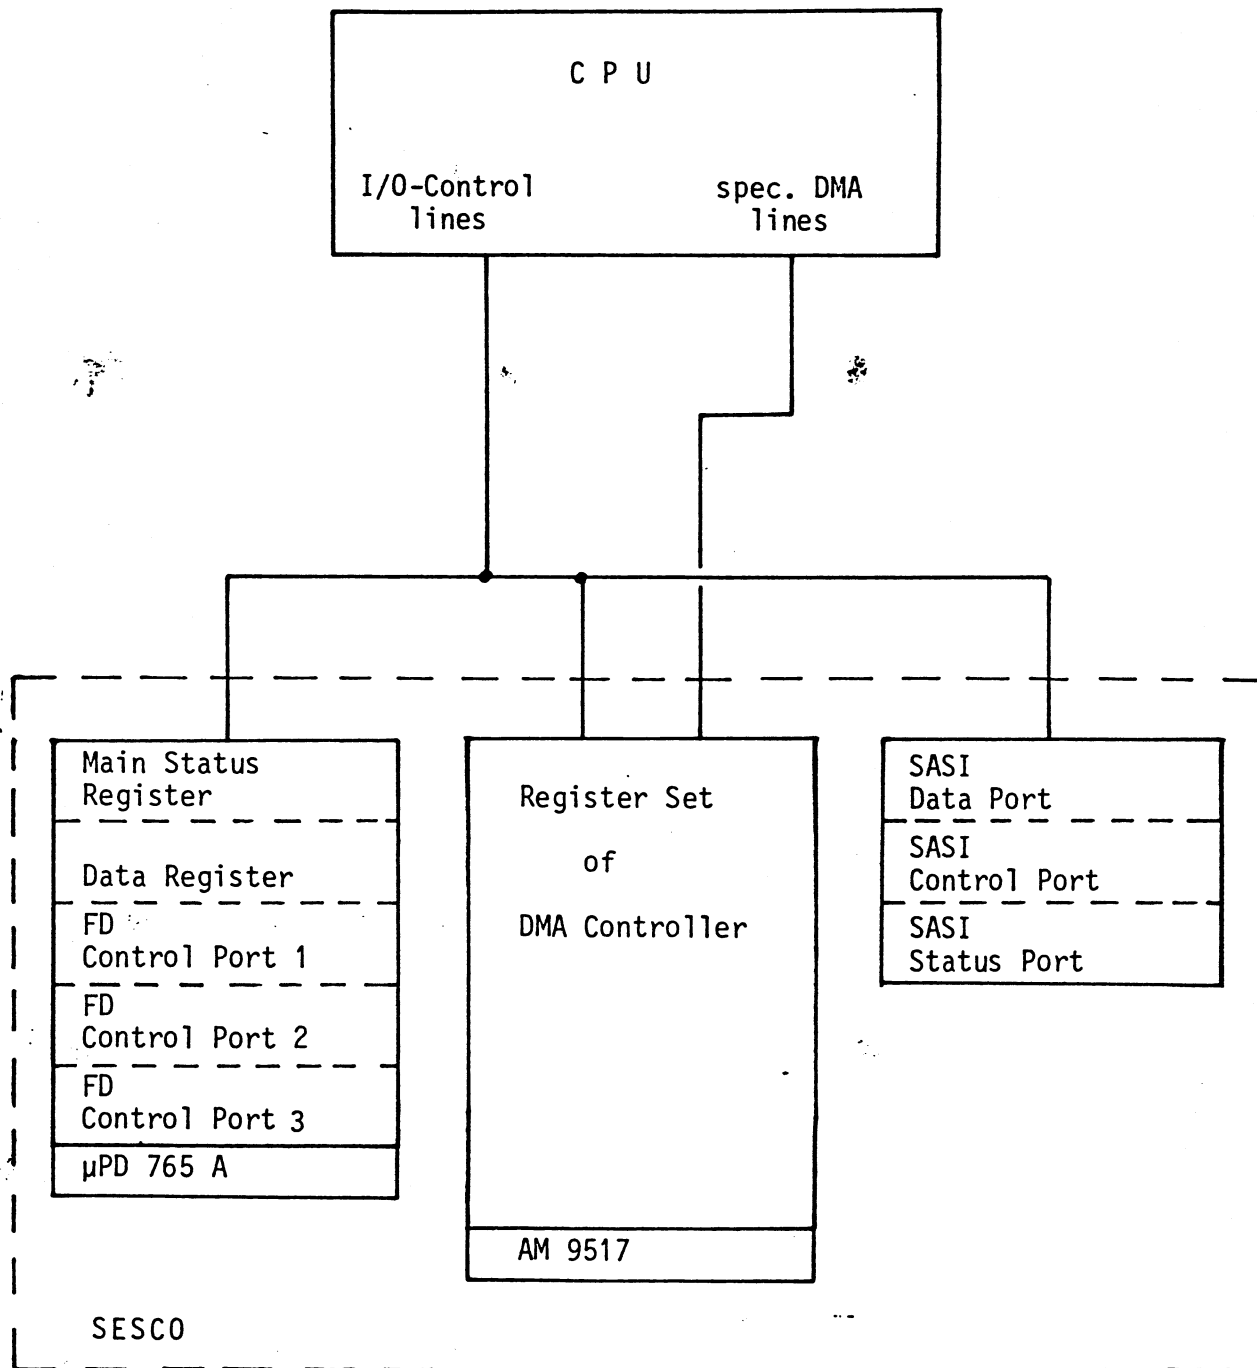 C P U
I/O-Control
lines
spec. DMA
lines
Main Status
Register
Data Register
FD
Control Port 1
FD
Control Port 2
FD
Control Port 3
µPD 765 A
Register Set
of
DMA Controller
AM 9517
SASI
Data Port
SASI
Control Port
SASI
Status Port
SESCO